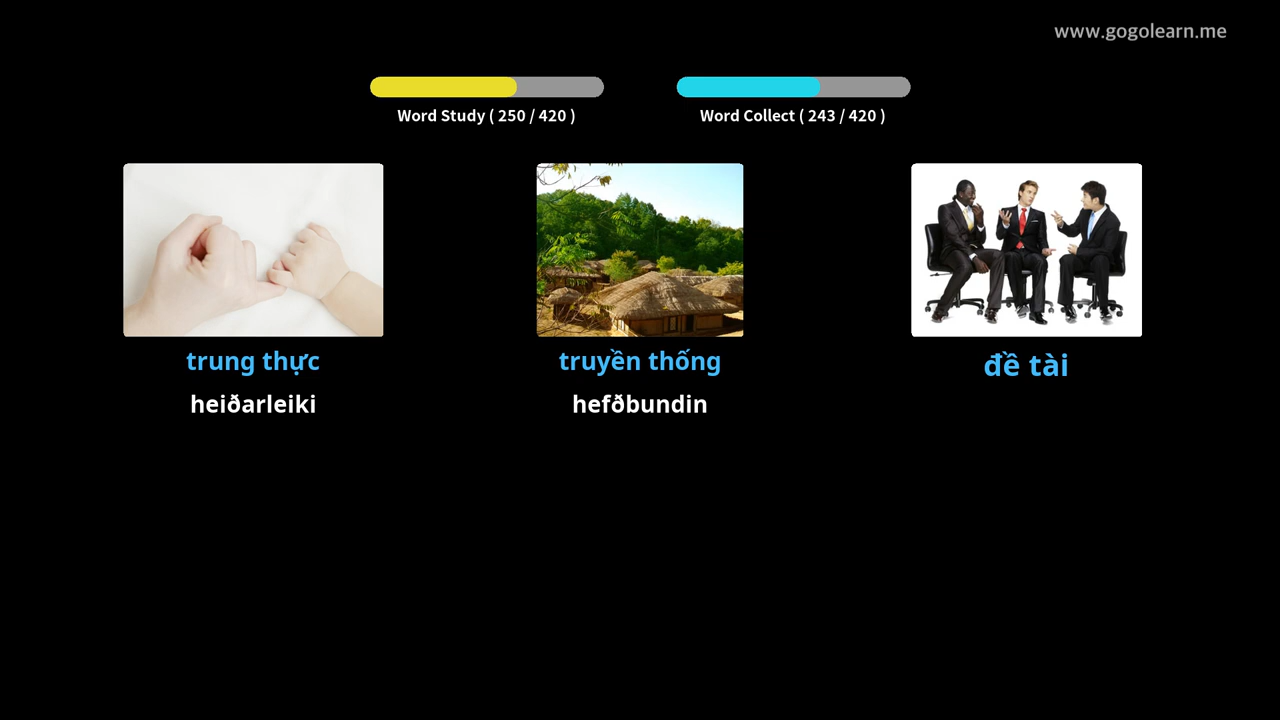 www.gogolearn.me
Word Study ( 250 / 420 )
Word Collect ( 243 / 420 )
trung thực
truyền thống
đề tài
heiðarleiki
hefðbundin